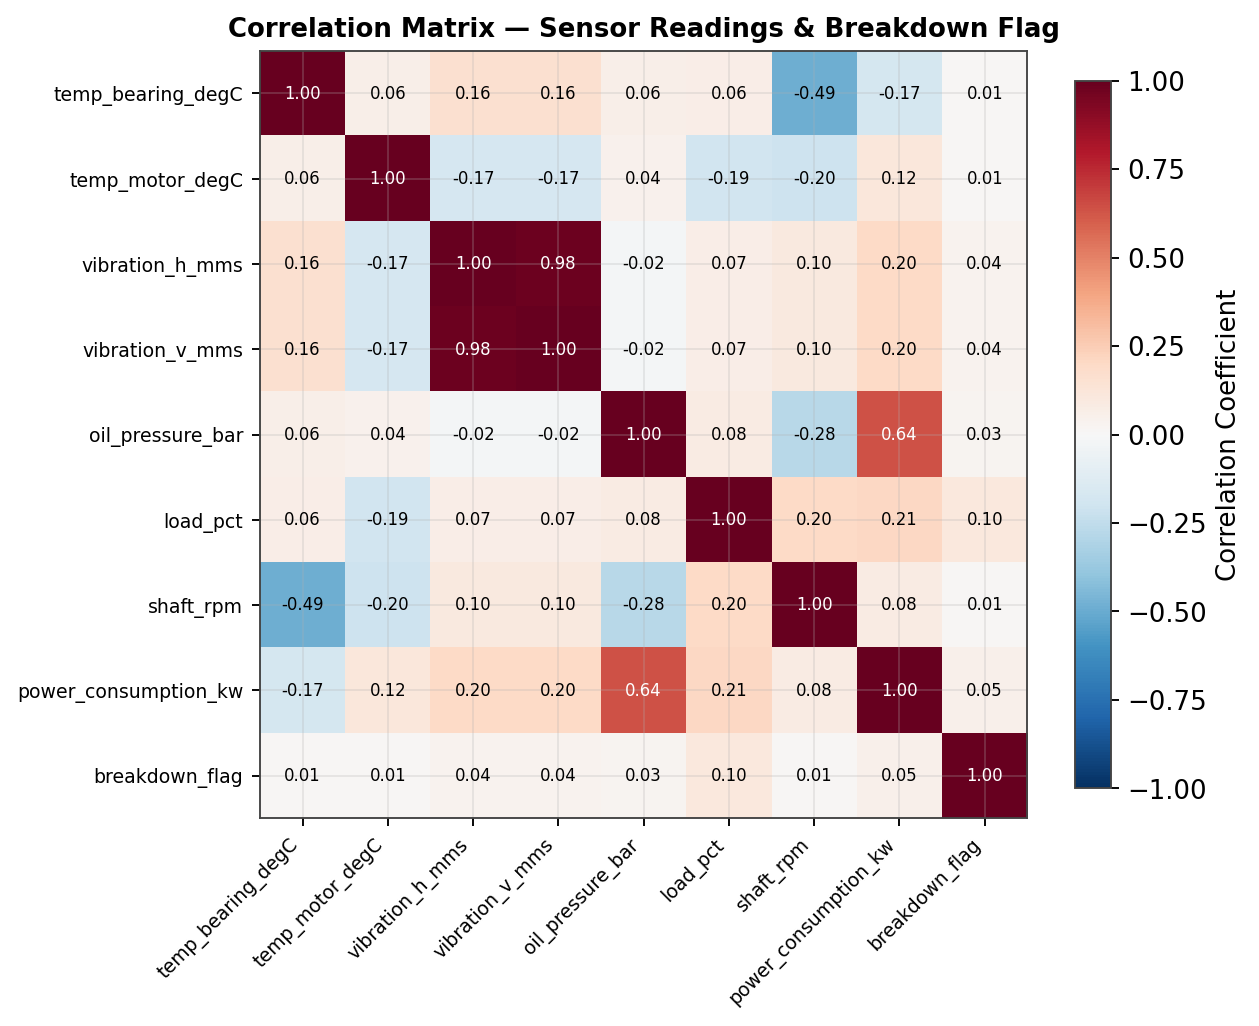 Correlation Matrix — Sensor Readings & Breakdown Flag
temp_bearing_degC 1.00 0.06 0.16 0.16 0.06 0.06 -0.49 -0.17 0.01
temp_motor_degC 0.06 1.00 -0.17 -0.17 0.04 -0.19 -0.20 0.12 0.01
vibration_h_mms 0.16 -0.17 1.00 0.98 -0.02 0.07 0.10 0.20 0.04
vibration_v_mms 0.16 -0.17 0.98 1.00 -0.02 0.07 0.10 0.20 0.04
oil_pressure_bar 0.06 0.04 -0.02 -0.02 1.00 0.08 -0.28 0.64 0.03
load_pct 0.06 -0.19 0.07 0.07 0.08 1.00 0.20 0.21 0.10
shaft_rpm -0.49 -0.20 0.10 0.10 -0.28 0.20 1.00 0.08 0.01
power_consumption_kw -0.17 0.12 0.20 0.20 0.64 0.21 0.08 1.00 0.05
breakdown_flag 0.01 0.01 0.04 0.04 0.03 0.10 0.01 0.05 1.00
temp_bearing_degC
temp_motor_degC
vibration_h_mms
vibration_v_mms
oil_pressure_bar
load_pct
shaft_rpm
power_consumption_kw
breakdown_flag
1.00
0.75
0.50
0.25
0.00
−0.25
−0.50
−0.75
−1.00
Correlation Coefficient